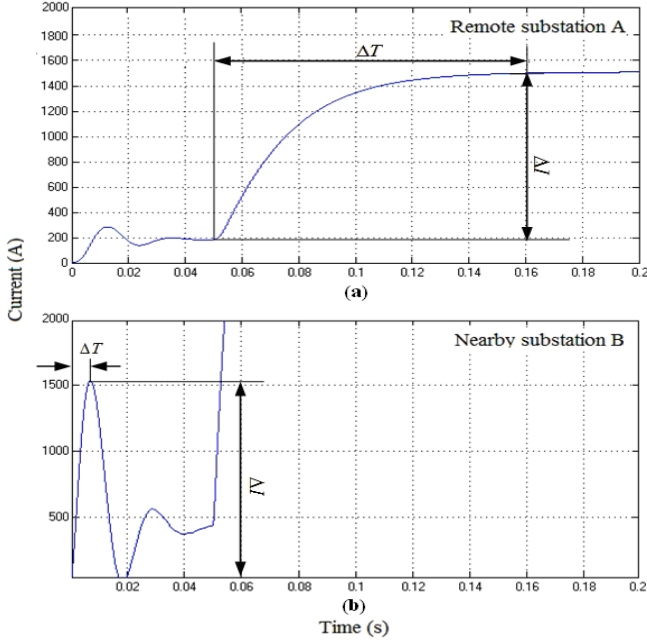 2000
Remote substation A
1800
1600
ΔT
1400
1200
1000
800
ΔI
600
400
200
0
0 0.02 0.04 0.06 0.08 0.1 0.12 0.14 0.16 0.18 0.2
(a)
Current (A)
2000
Nearby substation B
ΔT
1500
1000
ΔI
500
0.02 0.04 0.06 0.08 0.1 0.12 0.14 0.16 0.18 0.2
(b)
Time (s)